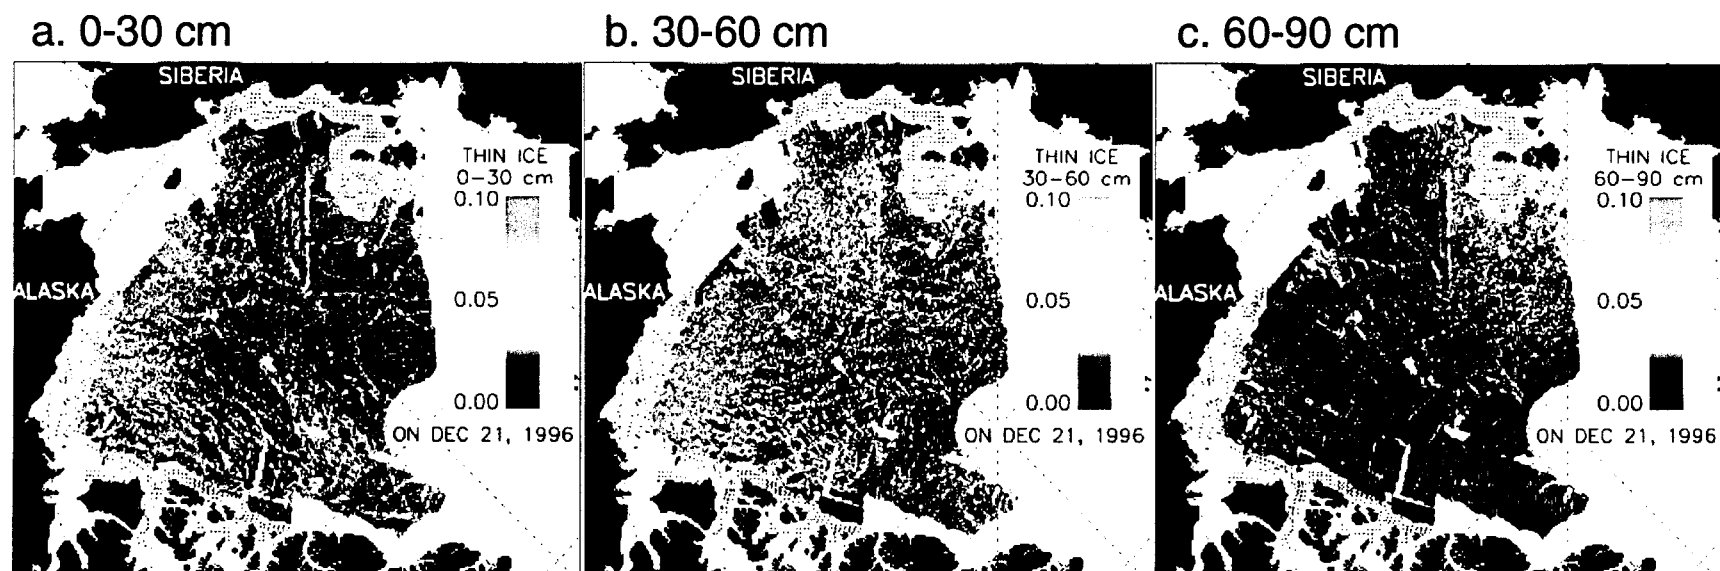 a. 0-30 cm
SIBERIA
THIN ICE
0-30 cm
0.10
ALASKA
0.05
0.00
ON DEC 21, 1996
b. 30-60 cm
SIBERIA
THIN ICE
30-60 cm
0.10
ALASKA
0.05
0.00
ON DEC 21, 1996
c. 60-90 cm
SIBERIA
THIN ICE
60-90 cm
0.10
ALASKA
0.05
0.00
ON DEC 21, 1996